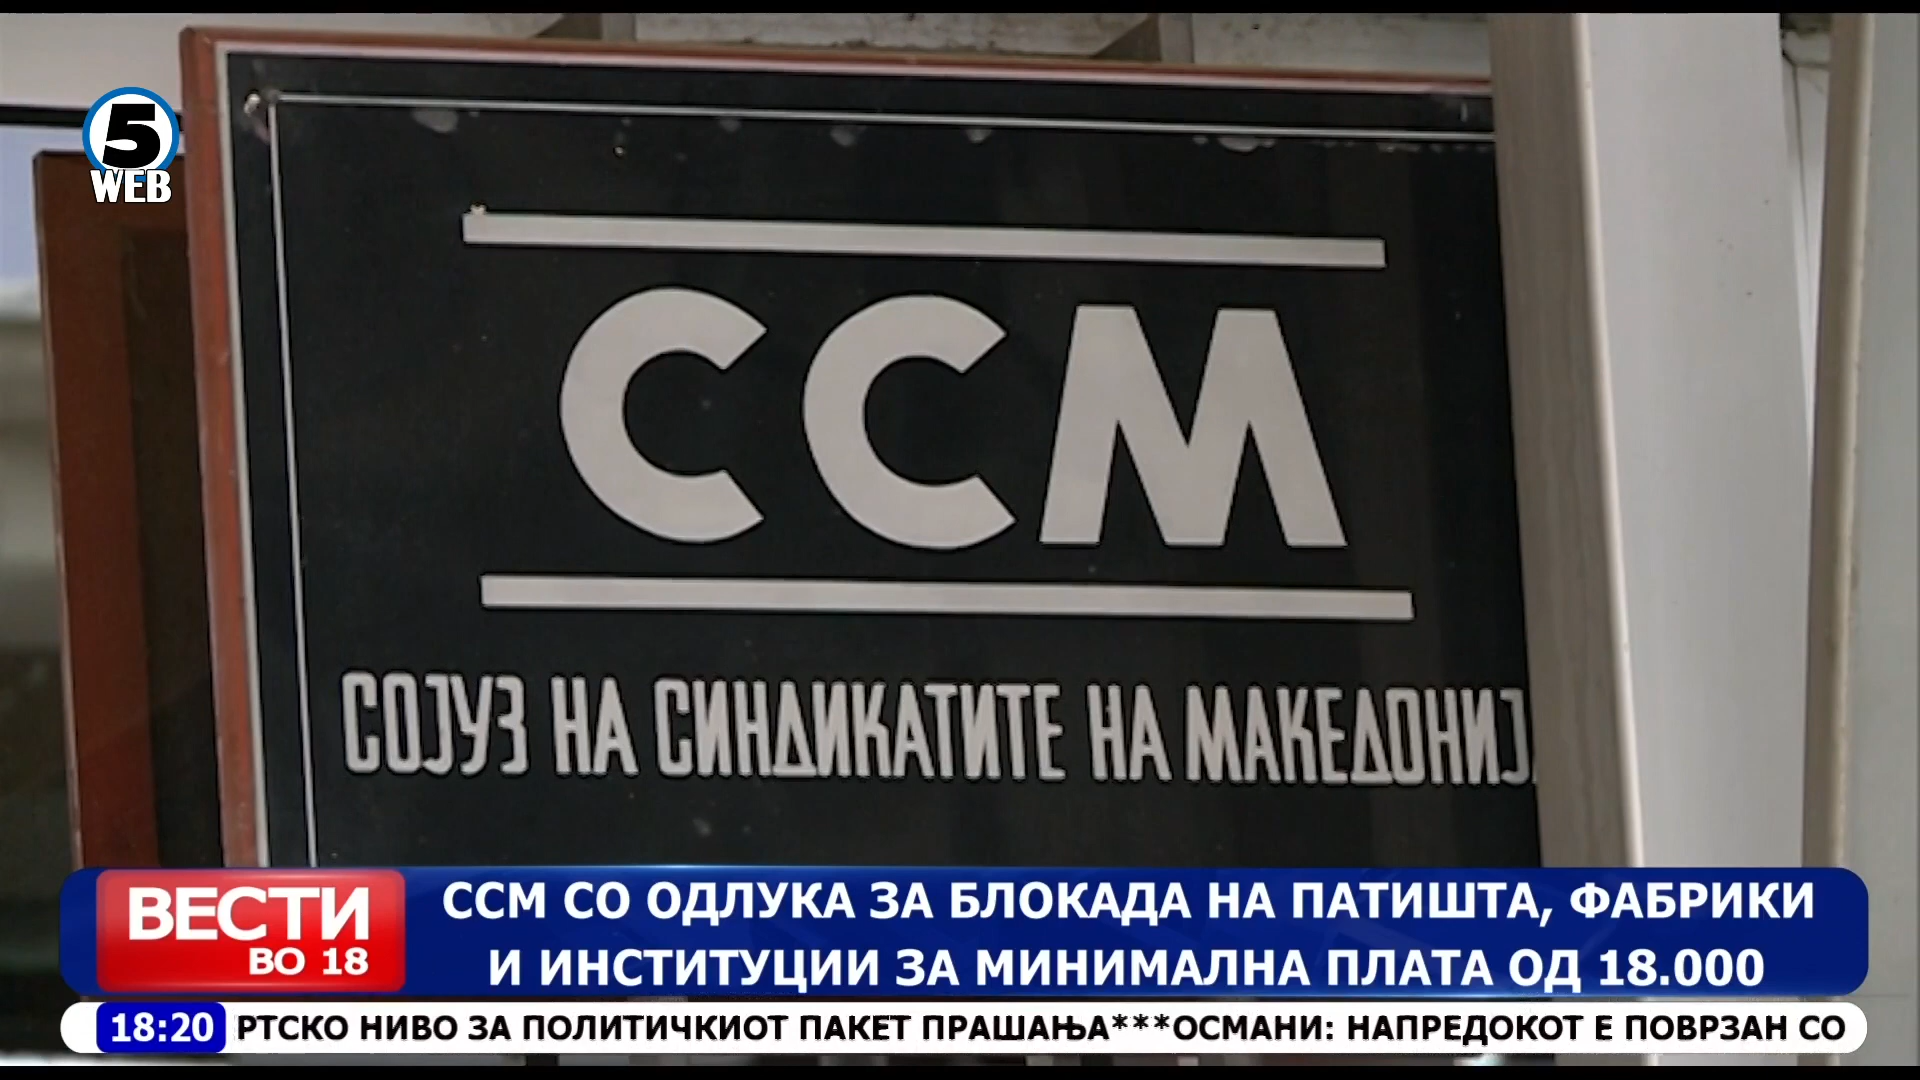 5
WEB
ССМ
СОЈУЗ НА СИНДИКАТИТЕ НА МАКЕДОНИЈ
ВЕСТИ
ВО 18
ССМ СО ОДЛУКА ЗА БЛОКАДА НА ПАТИШТА, ФАБРИКИ
И ИНСТИТУЦИИ ЗА МИНИМАЛНА ПЛАТА ОД 18.000
18:20 РТСКО НИВО ЗА ПОЛИТИЧКИОТ ПАКЕТ ПРАШАЊА***ОСМАНИ: НАПРЕДОКОТ Е ПОВРЗАН СО